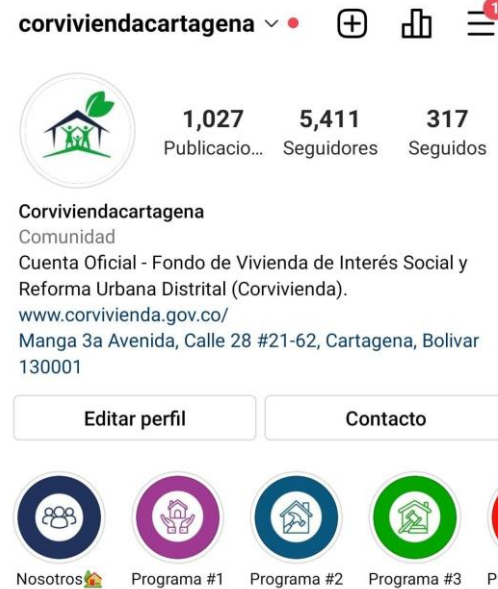 corviviendacartagena
1
1,027 5,411 317
Publicacio... Seguidores Seguidos
Corviviendacartagena
Comunidad
Cuenta Oficial - Fondo de Vivienda de Interés Social y
Reforma Urbana Distrital (Corvivienda).
www.corvivienda.gov.co/
Manga 3a Avenida, Calle 28 #21-62, Cartagena, Bolivar
130001
Editar perfil Contacto
Nosotros🏡 Programa #1 Programa #2 Programa #3 P